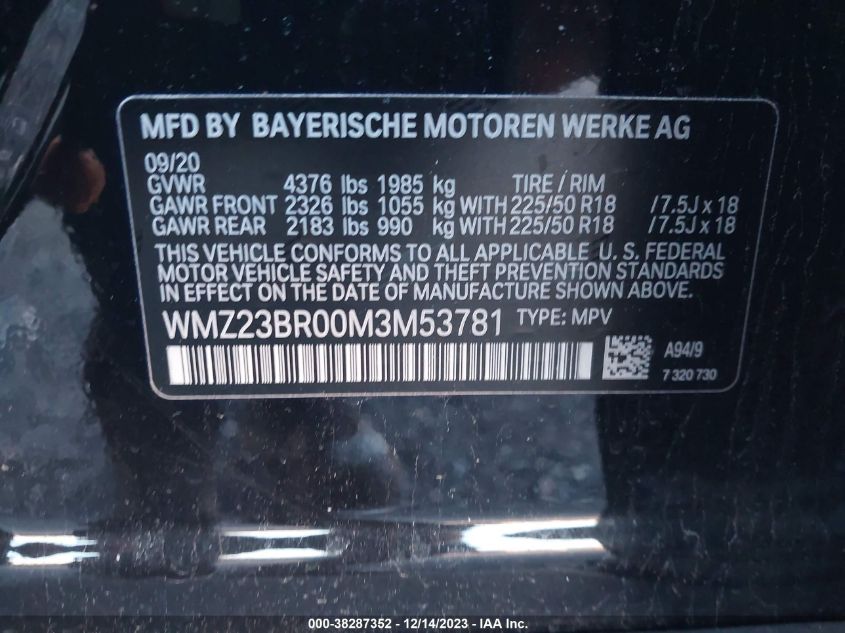 MFD BY BAYERISCHE MOTOREN WERKE AG
09/20
GVWR 4376 lbs 1985 kg TIRE / RIM
GAWR FRONT 2326 lbs 1055 kg WITH 225/50 R18 /7.5J x 18
GAWR REAR 2183 lbs 990 kg WITH 225/50 R18 /7.5J x 18
THIS VEHICLE CONFORMS TO ALL APPLICABLE U. S. FEDERAL
MOTOR VEHICLE SAFETY AND THEFT PREVENTION STANDARDS
IN EFFECT ON THE DATE OF MANUFACTURE SHOWN ABOVE.
WMZ23BR00M3M53781 TYPE: MPV
A94/9
7 320 730
000-38287352 - 12/14/2023 - IAA Inc.